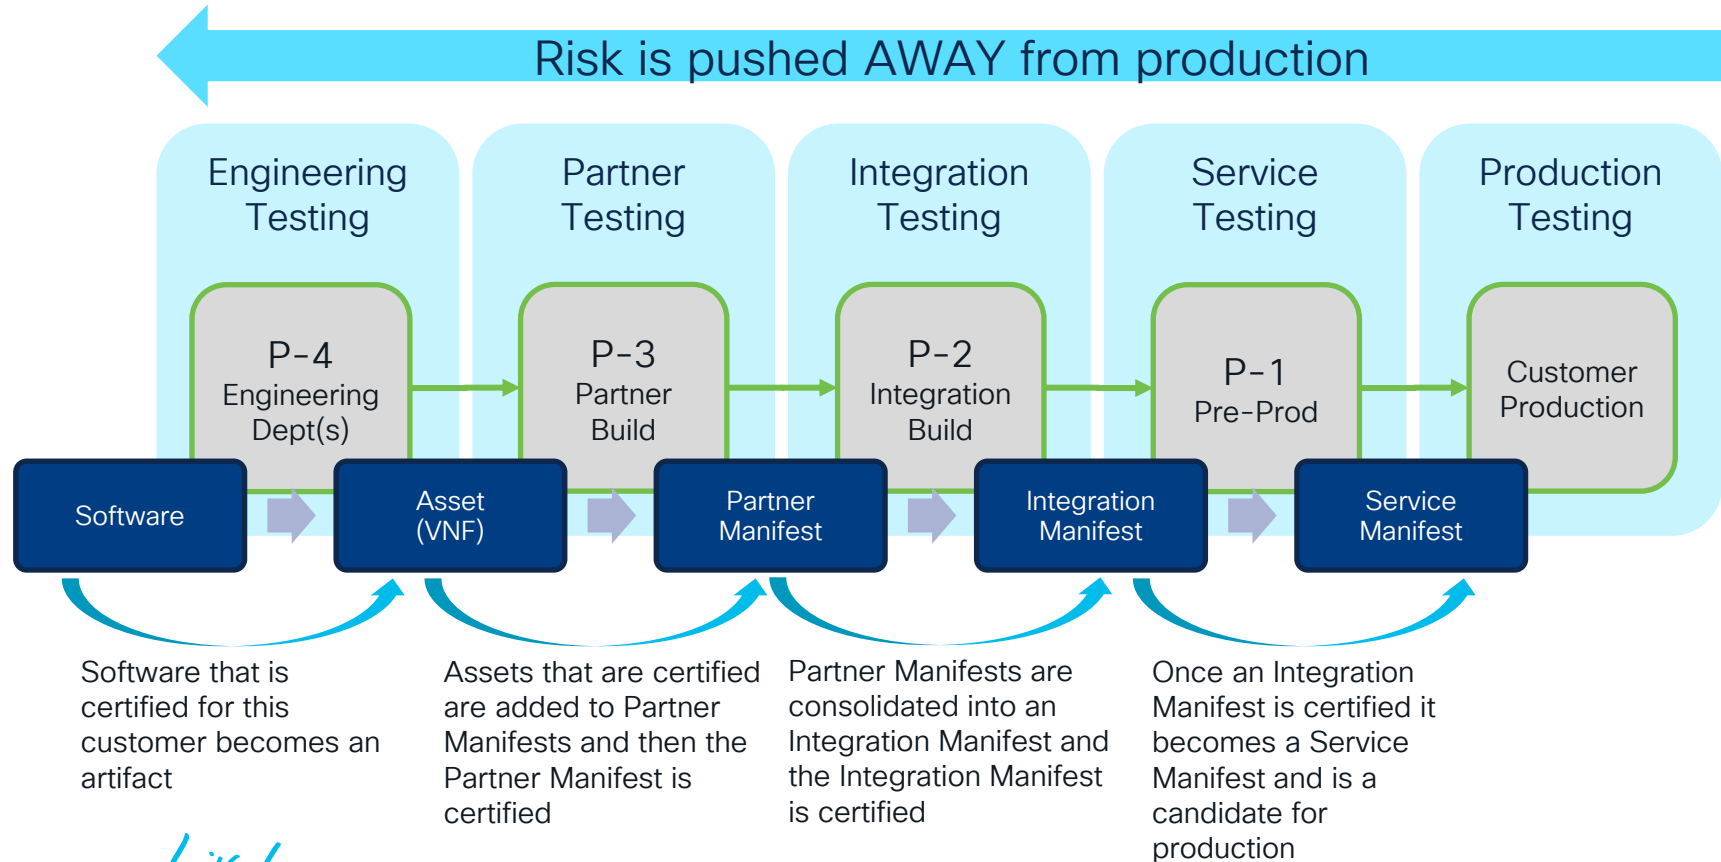 Risk is pushed AWAY from production
Engineering
Testing
Partner
Testing
Integration
Testing
Service
Testing
Production
Testing
P-4
Engineering
Dept(s)
P-3
Partner
Build
P-2
Integration
Build
P-1
Pre-Prod
Customer
Production
Software
Asset
(VNF)
Partner
Manifest
Integration
Manifest
Service
Manifest
Software that is
certified for this
customer becomes an
artifact
Assets that are certified
are added to Partner
Manifests and then the
Partner Manifest is
certified
Partner Manifests are
consolidated into an
Integration Manifest and
the Integration Manifest
is certified
Once an Integration
Manifest is certified it
becomes a Service
Manifest and is a
candidate for
production